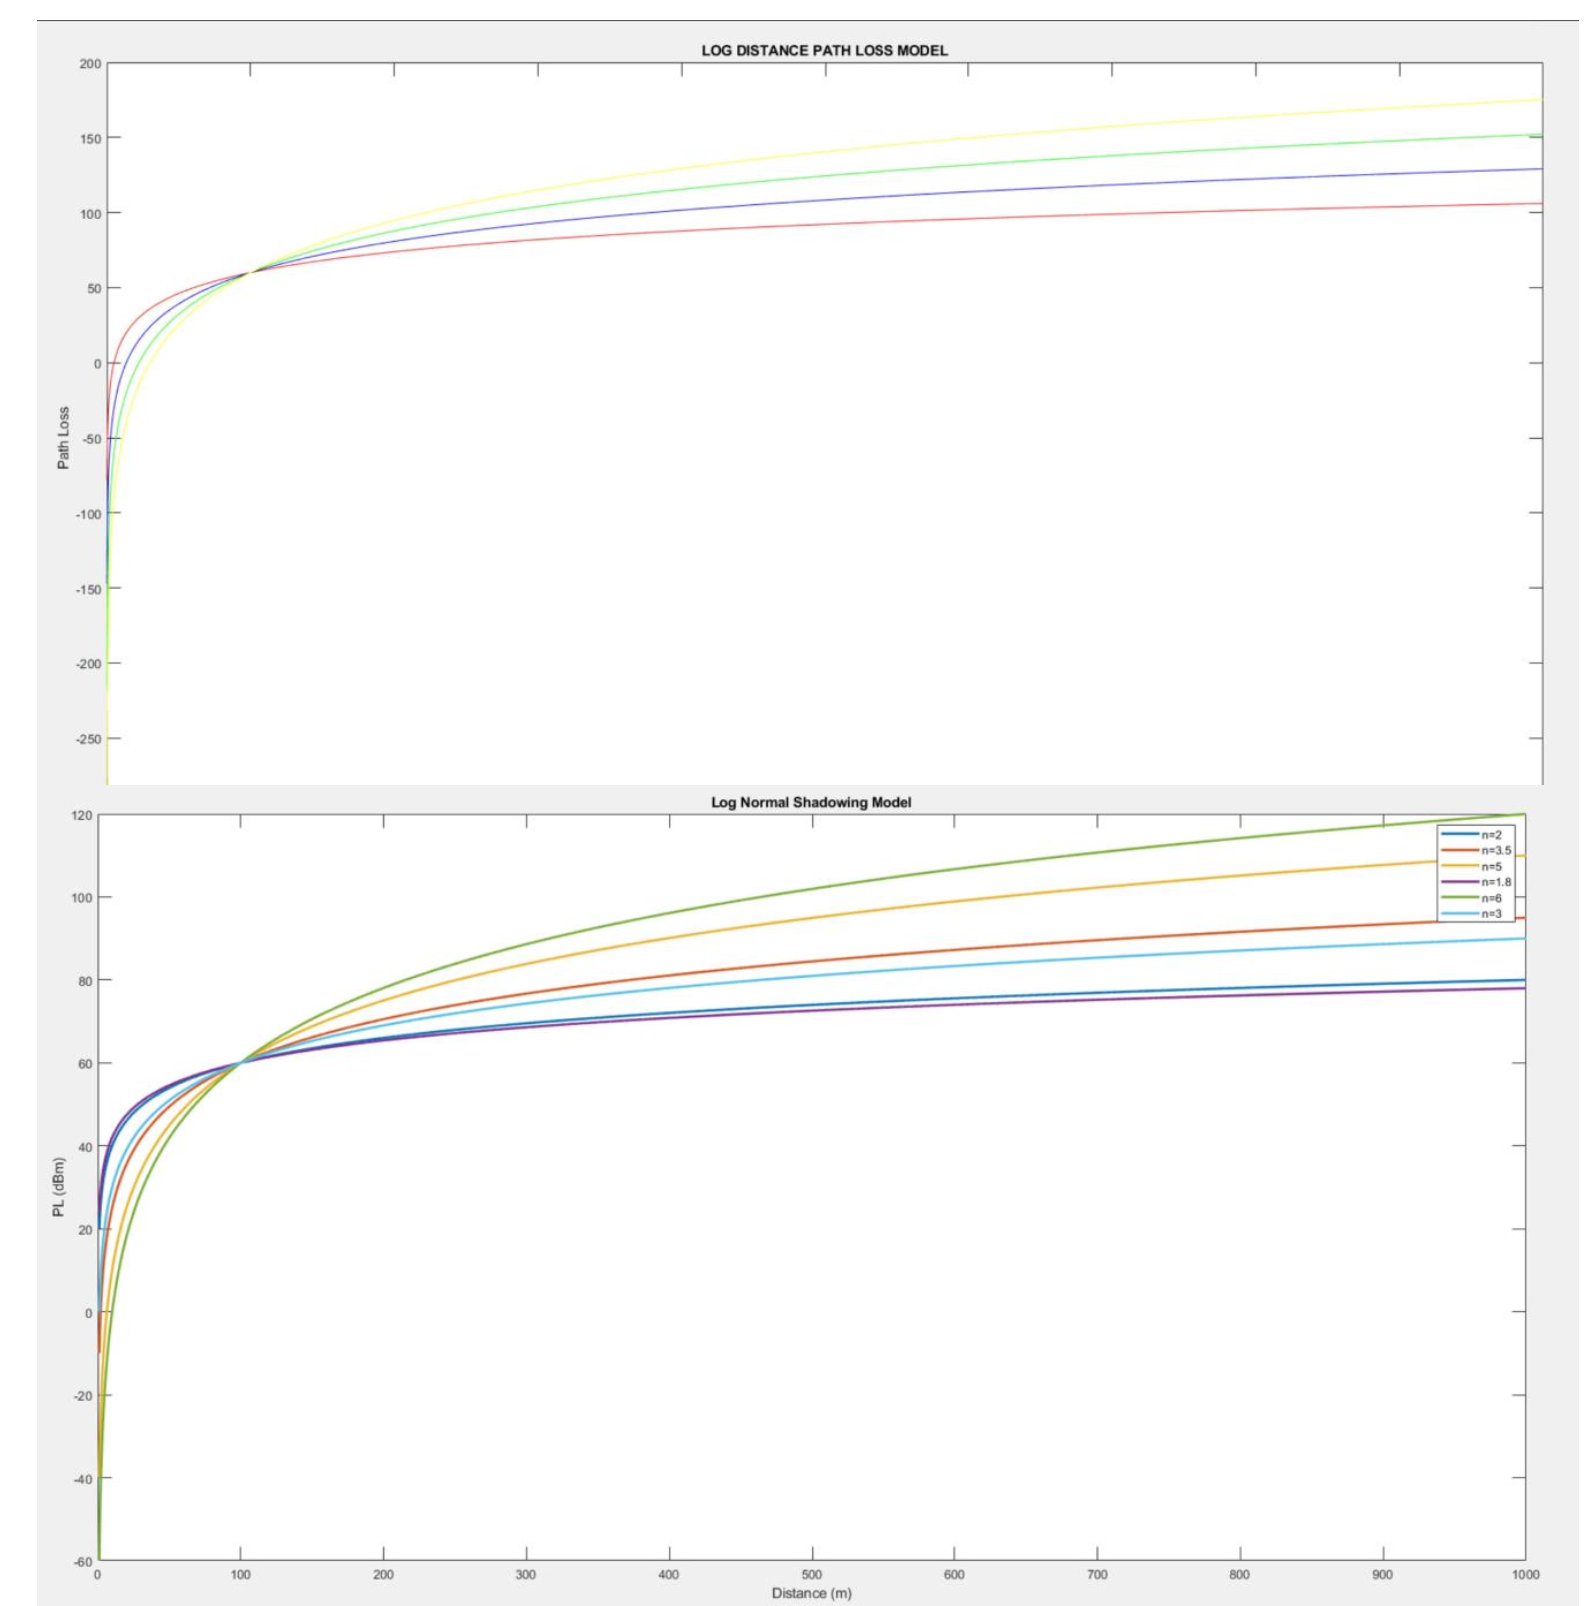 LOG DISTANCE PATH LOSS MODEL
200
150
100
50
0
-50
-100
-150
-200
-250
Path Loss
Log Normal Shadowing Model
120
100
80
60
40
20
0
-20
-40
-60
PL (dBm)
n=2
n=3.5
n=5
n=1.8
n=6
n=3
0 100 200 300 400 500 600 700 800 900 1000
Distance (m)